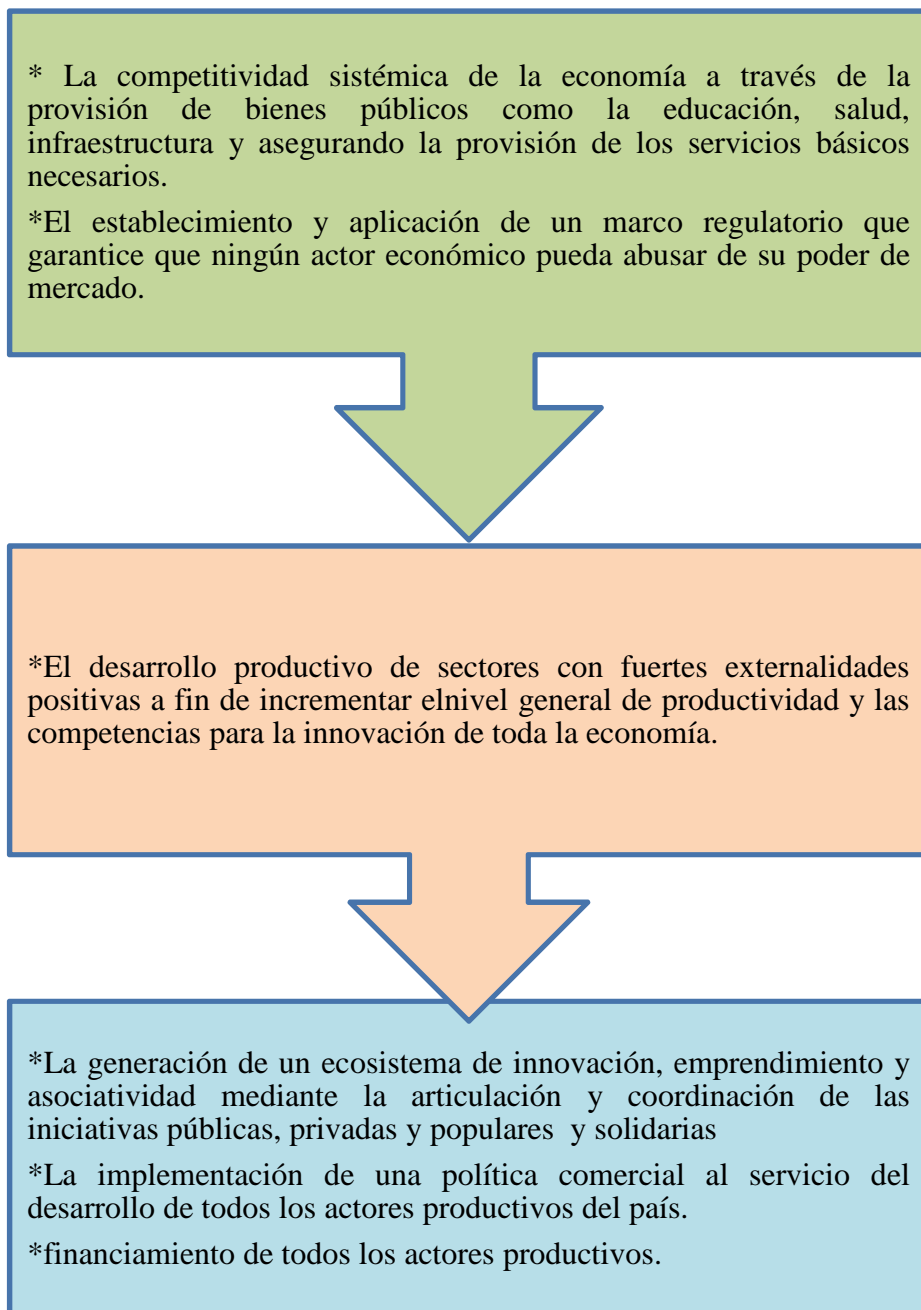 * La competitividad sistémica de la economía a través de la
provisión de bienes públicos como la educación, salud,
infraestructura y asegurando la provisión de los servicios básicos
necesarios.
*El establecimiento y aplicación de un marco regulatorio que
garantice que ningún actor económico pueda abusar de su poder de
mercado.
*El desarrollo productivo de sectores con fuertes externalidades
positivas a fin de incrementar elnivel general de productividad y las
competencias para la innovación de toda la economía.
*La generación de un ecosistema de innovación, emprendimiento y
asociatividad mediante la articulación y coordinación de las
iniciativas públicas, privadas y populares y solidarias
*La implementación de una política comercial al servicio del
desarrollo de todos los actores productivos del país.
*financiamiento de todos los actores productivos.